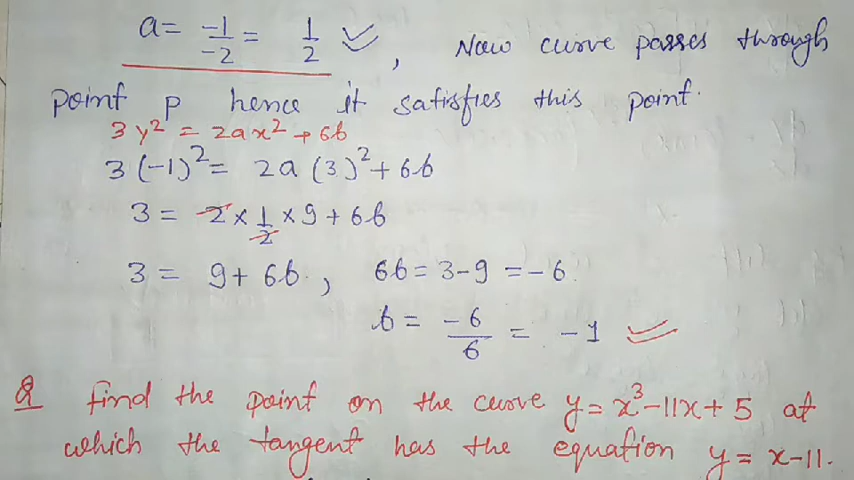 a = -1/-2 = 1/2 , Now curve passes through
point p hence it satisfies this point.
3y² = 2ax² + 6b
3(-1)² = 2a(3)² + 6b
3 = 2 × 1/2 × 9 + 6b
3 = 9 + 6b , 6b = 3 - 9 = -6
b = -6/6 = -1
Q find the point on the curve y = x³ - 11x + 5 at
which the tangent has the equation y = x - 11.